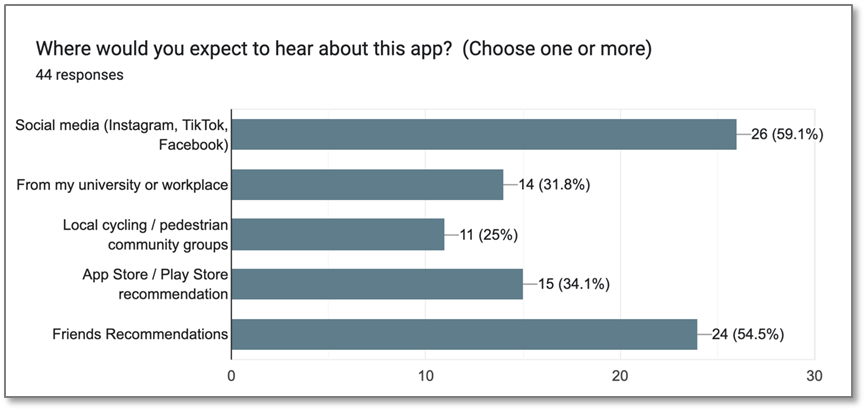 Where would you expect to hear about this app?  (Choose one or more)
44 responses
Social media (Instagram, TikTok,
Facebook)
26 (59.1%)
From my university or workplace
14 (31.8%)
Local cycling / pedestrian
community groups
11 (25%)
App Store / Play Store
recommendation
15 (34.1%)
Friends Recommendations
24 (54.5%)
0
10
20
30